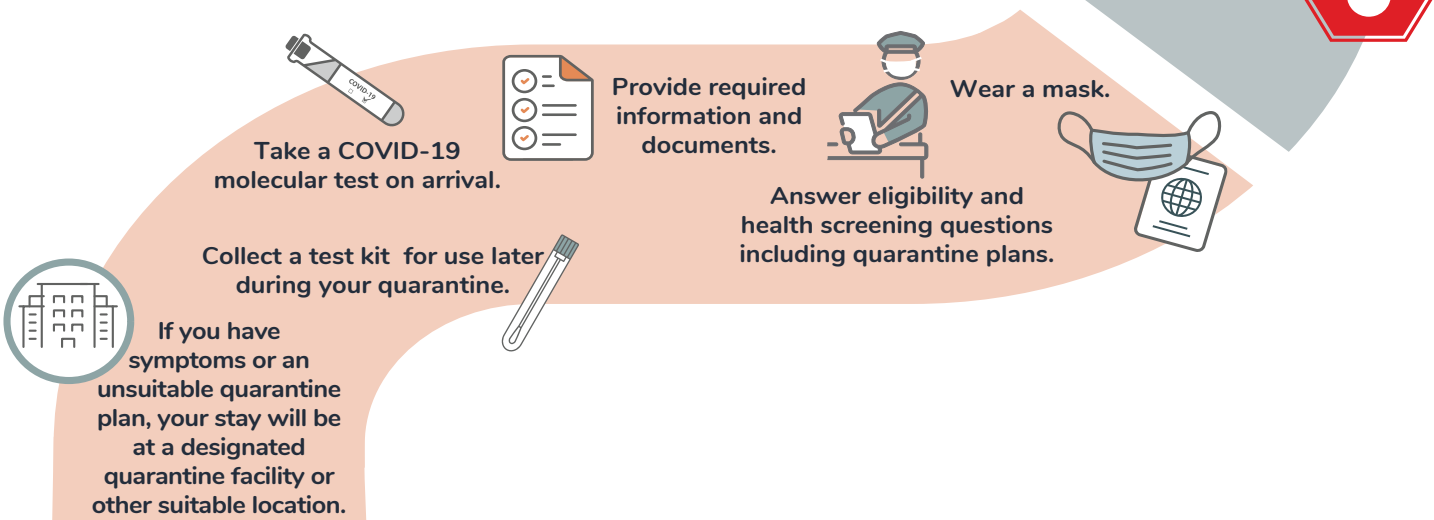 Wear a mask.
Answer eligibility and
health screening questions
including quarantine plans.
Provide required
information and
documents.
Take a COVID-19
molecular test on arrival.
COVID-19
Collect a test kit for use later
during your quarantine.
If you have
symptoms or an
unsuitable quarantine
plan, your stay will be
at a designated
quarantine facility or
other suitable location.